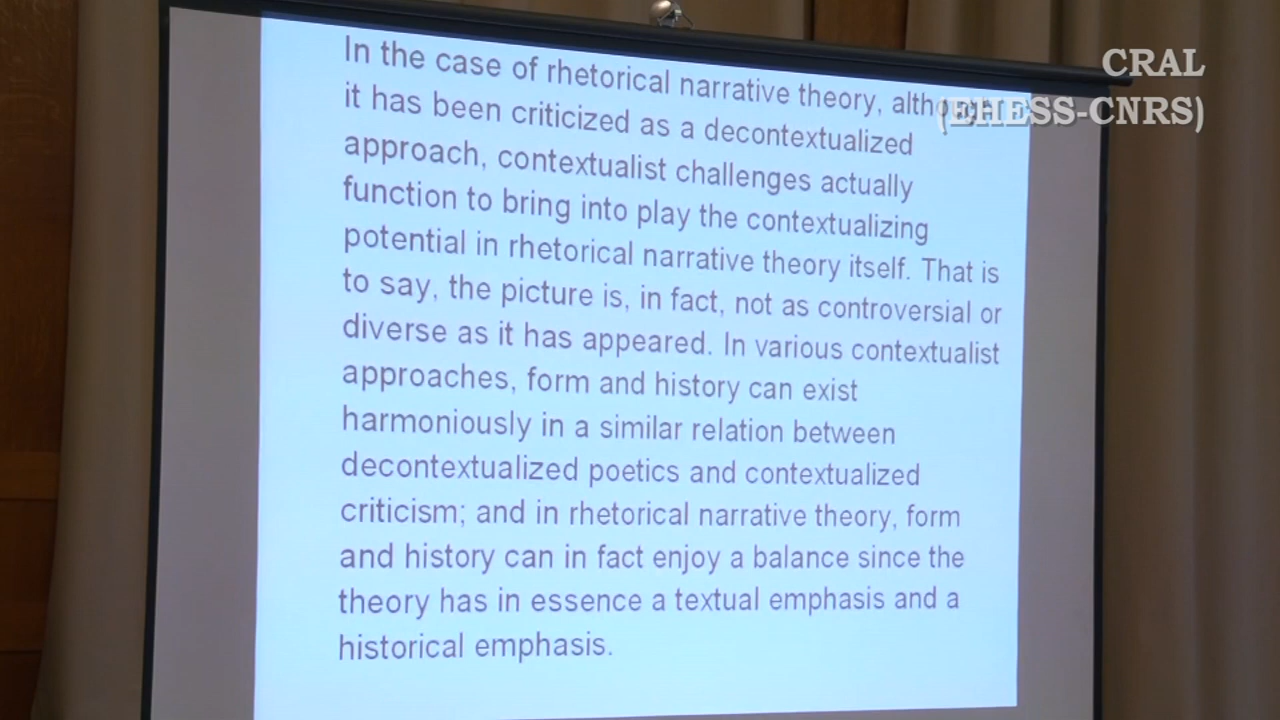 In the case of rhetorical narrative theory, although
it has been criticized as a decontextualized
approach, contextualist challenges actually
function to bring into play the contextualizing
potential in rhetorical narrative theory itself. That is
to say, the picture is, in fact, not as controversial or
diverse as it has appeared. In various contextualist
approaches, form and history can exist
harmoniously in a similar relation between
decontextualized poetics and contextualized
criticism; and in rhetorical narrative theory, form
and history can in fact enjoy a balance since the
theory has in essence a textual emphasis and a
historical emphasis.
CRAL
(EHESS-CNRS)